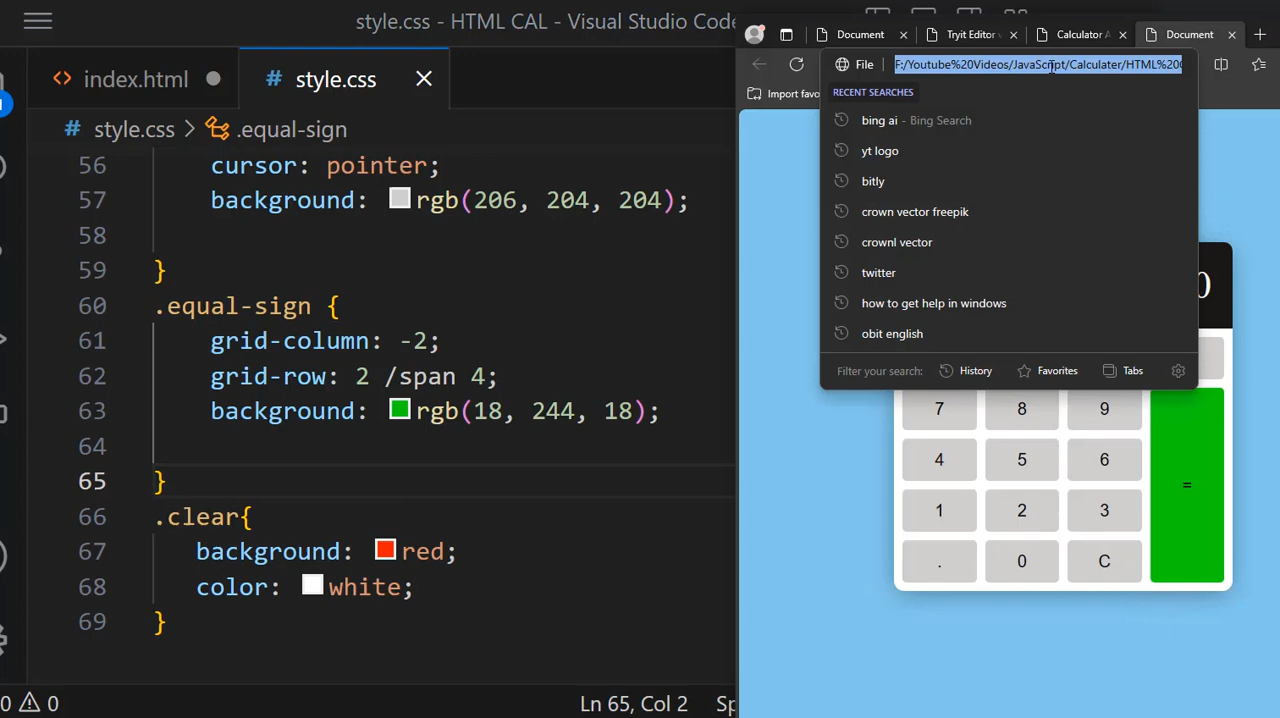 style.css - HTML CAL - Visual Studio Code
index.html
# style.css
# style.css > .equal-sign
56 cursor: pointer;
57 background: rgb(206, 204, 204);
58
59 }
60 .equal-sign {
61 grid-column: -2;
62 grid-row: 2 /span 4;
63 background: rgb(18, 244, 18);
64
65 }
66 .clear{
67 background: red;
68 color: white;
69 }
0 0
Ln 65, Col 2
Document
Tryit Editor
Calculator A
Document
File F:/Youtube%20Videos/JavaScript/Calculater/HTML%20
Import favo
RECENT SEARCHES
bing ai - Bing Search
yt logo
bitly
crown vector freepik
crownl vector
twitter
how to get help in windows
obit english
Filter your search: History Favorites Tabs
0
7 8 9
4 5 6
=
1 2 3
. 0 C